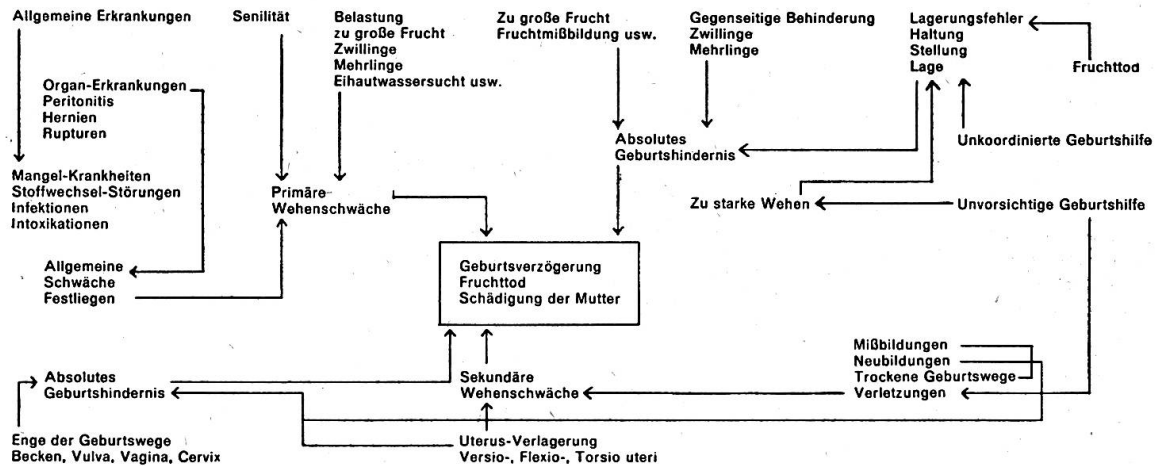 Allgemeine Erkrankungen
Senilität
Belastung
zu große Frucht
Zwillinge
Mehrlinge
Eihautwassersucht usw.
Zu große Frucht
Fruchtmißbildung usw.
Gegenseitige Behinderung
Zwillinge
Mehrlinge
Lagerungsfehler
Haltung
Stellung
Lage
Fruchttod
Organ-Erkrankungen
Peritonitis
Hernien
Rupturen
Absolutes
Geburtshindernis
Unkoordinierte Geburtshilfe
Mangel-Krankheiten
Stoffwechsel-Störungen
Infektionen
Intoxikationen
Primäre
Wehenschwäche
Zu starke Wehen
Unvorsichtige Geburtshilfe
Allgemeine
Schwäche
Festliegen
Geburtsverzögerung
Fruchttod
Schädigung der Mutter
Absolutes
Geburtshindernis
Sekundäre
Wehenschwäche
Mißbildungen
Neubildungen
Trockene Geburtswege
Verletzungen
Enge der Geburtswege
Becken, Vulva, Vagina, Cervix
Uterus-Verlagerung
Versio-, Flexio-, Torsio uteri